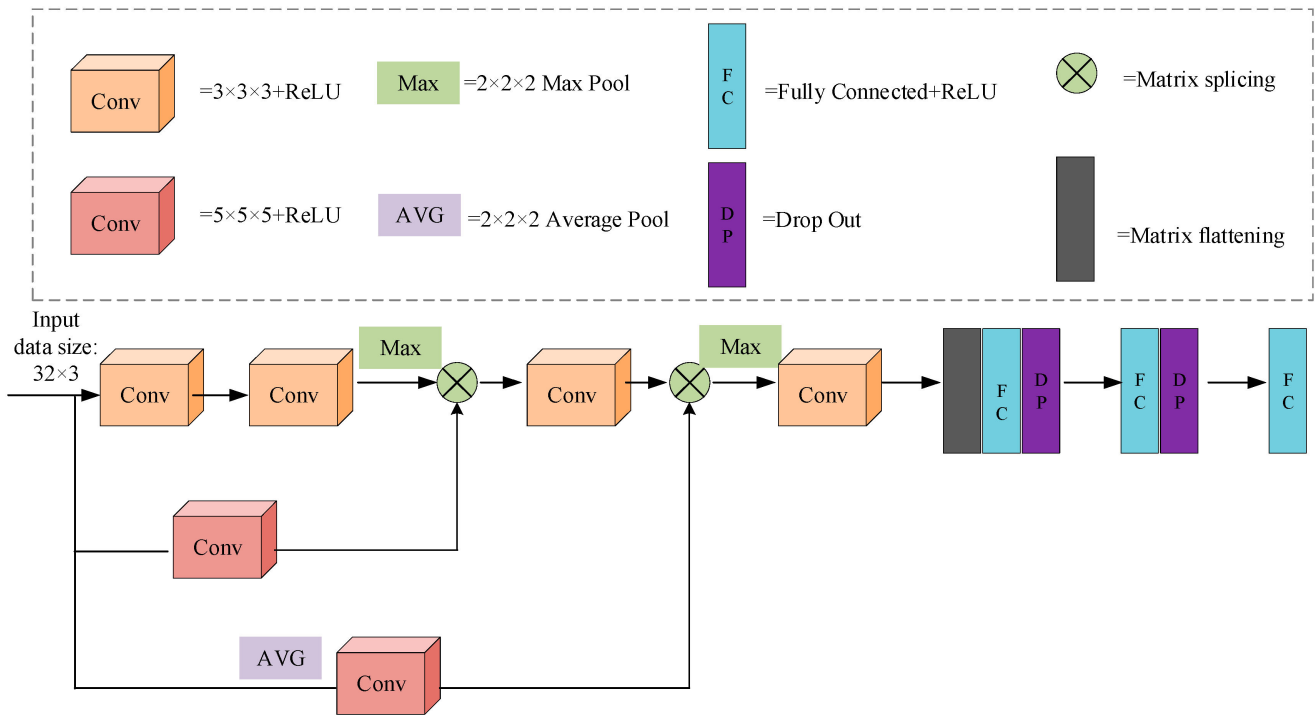 Conv
=3×3×3+ReLU
Max
=2×2×2 Max Pool
F
C
=Fully Connected+ReLU
=Matrix splicing
Conv
=5×5×5+ReLU
AVG
=2×2×2 Average Pool
D
P
=Drop Out
=Matrix flattening
Input
data size:
32×3
Conv
Conv
Max
Conv
Max
Conv
F
C
D
P
F
C
D
P
F
C
Conv
AVG
Conv